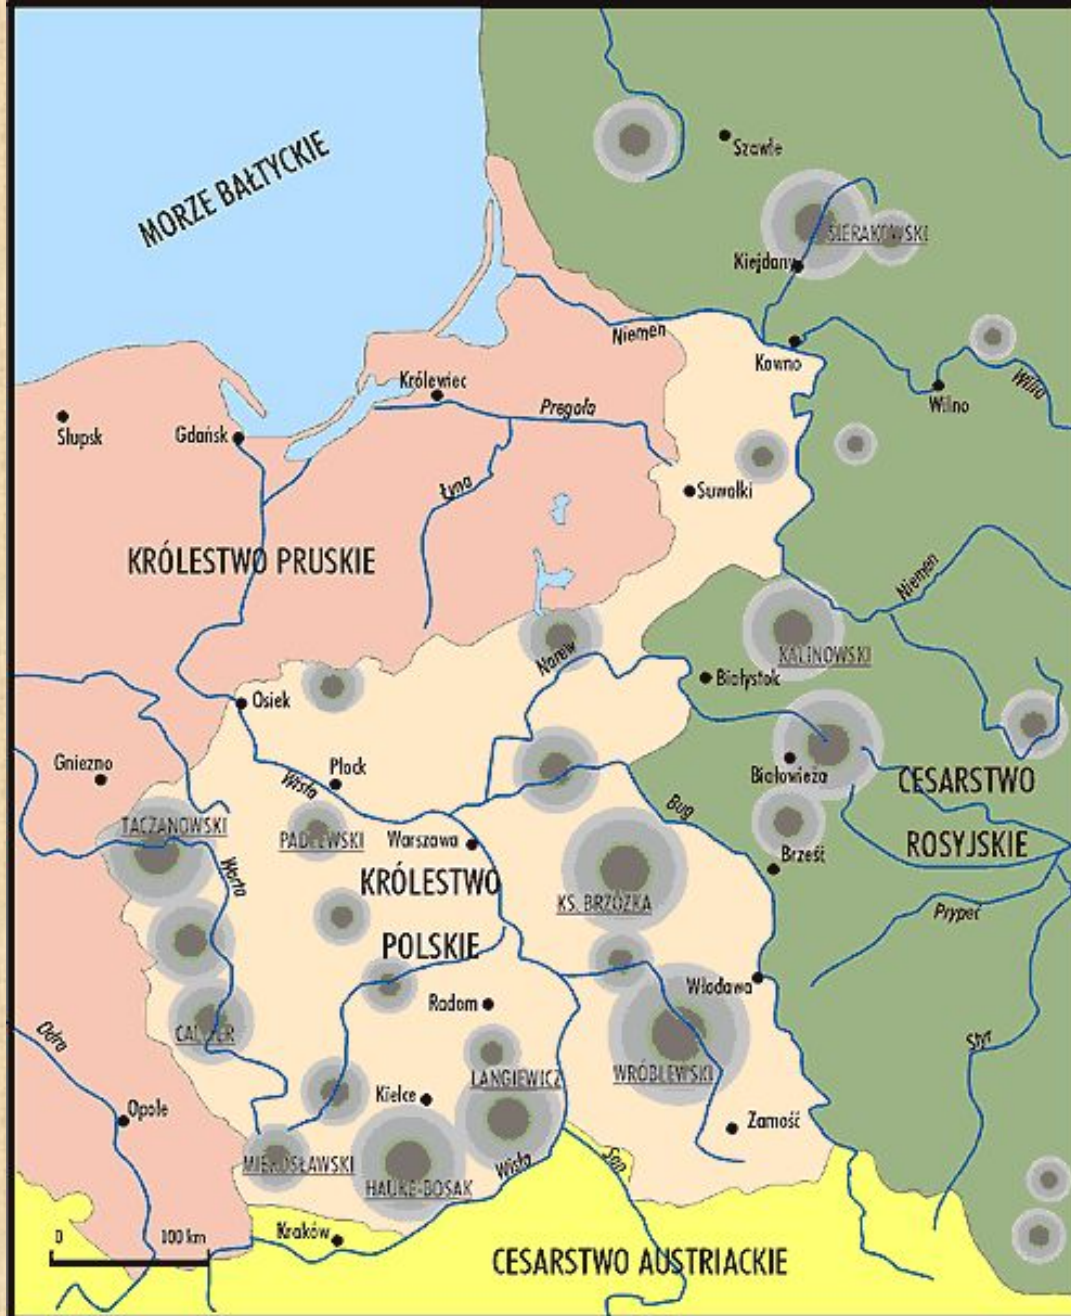 MORZE BAŁTYCKIE
Szawle
SIERAKOWSKI
Kiejdany
Niemen
Kowno
Królewiec
Wilno
Wilia
Słupsk
Gdańsk
Pregoła
Łyna
Suwałki
KRÓLESTWO PRUSKIE
Niemen
KALINOWSKI
Narew
Białystok
Osiek
Gniezno
Płock
Wisła
Białowieża
CESARSTWO
ROSYJSKIE
Bug
TACZANOWSKI
PADLEWSKI
Warszawa
Brześć
Warta
KRÓLESTWO
POLSKIE
KS. BRZÓZKA
Prypeć
Włodawa
Radom
Odra
Styr
LANGIEWICZ
WRÓBLEWSKI
Kielce
Opole
Zamość
MIEROSŁAWSKI
HAUKE-BOSAK
Wisła
San
Kraków
0 100 km
CESARSTWO AUSTRIACKIE